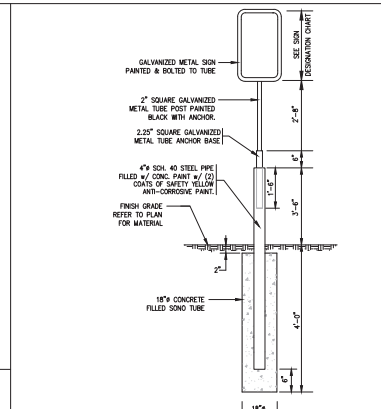 GALVANIZED METAL SIGN
PAINTED & BOLTED TO TUBE
SEE SIGN
DESIGNATION CHART
2" SQUARE GALVANIZED
METAL TUBE POST PAINTED
BLACK WITH ANCHOR.
2'-8"
2.25" SQUARE GALVANIZED
METAL TUBE ANCHOR BASE
6"
4"ø SCH. 40 STEEL PIPE
FILLED w/ CONC. PAINT w/ (2)
COATS OF SAFETY YELLOW
ANTI-CORROSIVE PAINT.
1'-6"
3'-6"
FINISH GRADE
REFER TO PLAN
FOR MATERIAL
2"
18"ø CONCRETE
FILLED SONO TUBE
4'-0"
6"
18"ø